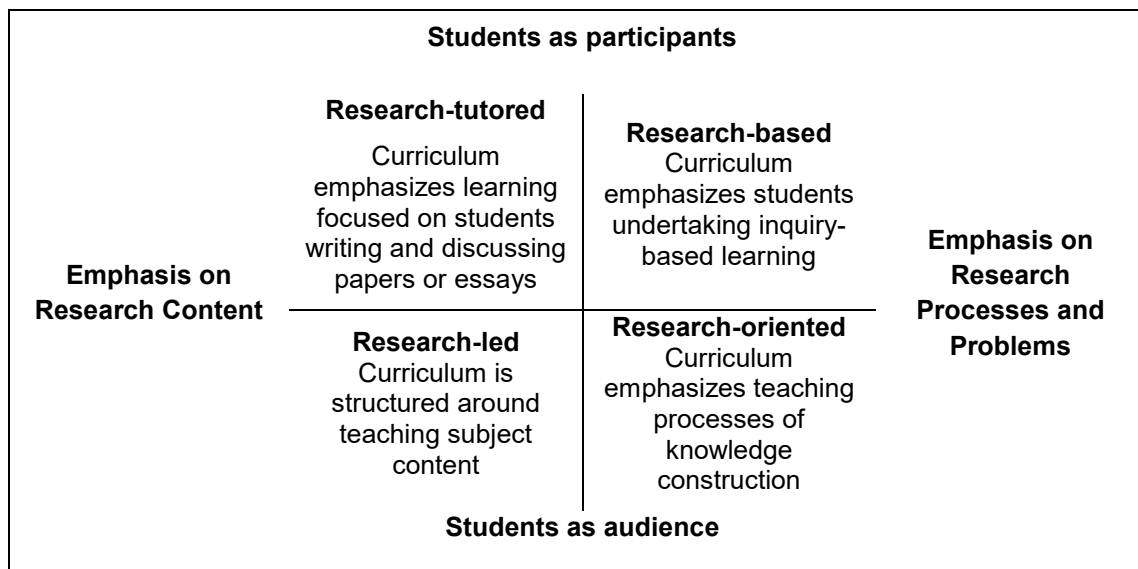 Students as participants
Research-tutored
Curriculum
emphasizes learning
focused on students
writing and discussing
papers or essays
Research-based
Curriculum
emphasizes students
undertaking inquiry-
based learning
Emphasis on
Research Content
Emphasis on
Research
Processes and
Problems
Research-led
Curriculum is
structured around
teaching subject
content
Research-oriented
Curriculum
emphasizes teaching
processes of
knowledge
construction
Students as audience